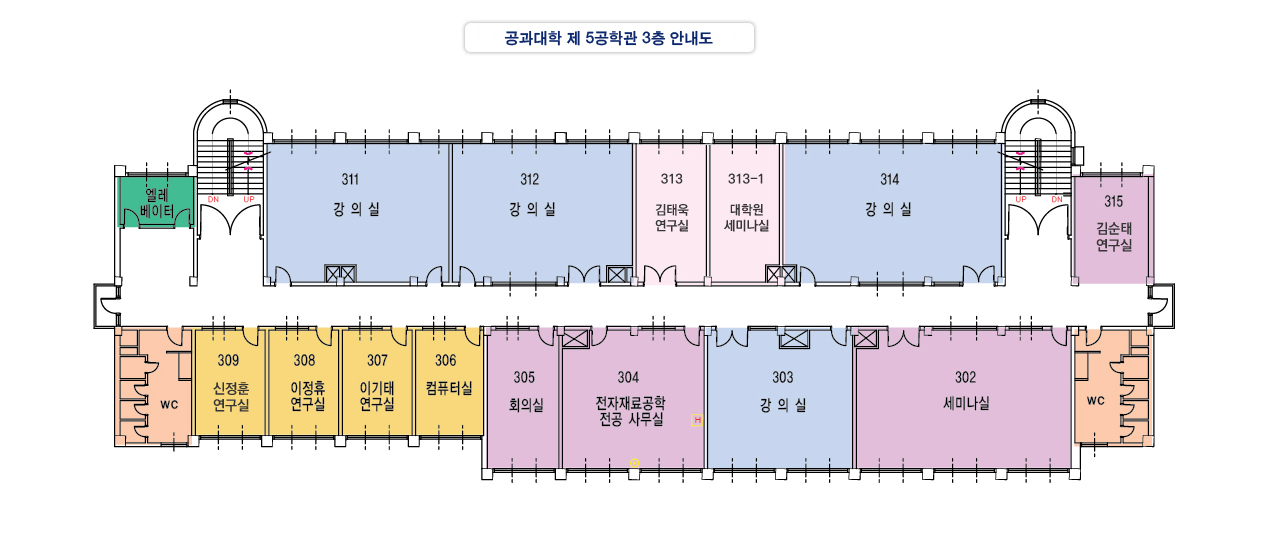 공과대학 제 5공학관 3층 안내도
엘레
베이터
DN
UP
311
강 의 실
312
강 의 실
313
김태욱
연구실
313-1
대학원
세미나실
314
강 의 실
UP
DN
315
김순태
연구실
WC
309
신정훈
연구실
308
이정휴
연구실
307
이기태
연구실
306
컴퓨터실
305
회의실
304
전자재료공학
전공 사무실
H
303
강 의 실
302
세미나실
WC